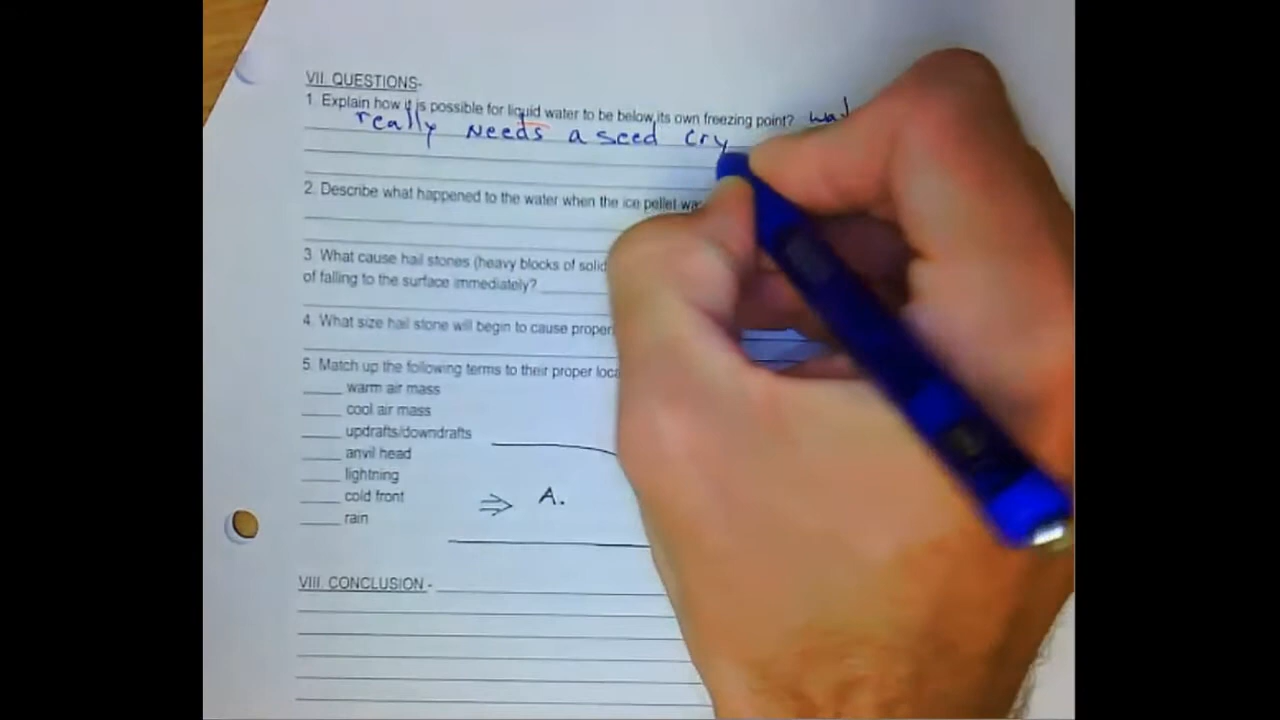 VII. QUESTIONS-
1. Explain how it is possible for liquid water to be below its own freezing point?
really needs a seed cry
2. Describe what happened to the water when the ice pellet
3. What cause hail stones (heavy blocks of solid
of falling to the surface immediately?
4. What size hail stone will begin to cause
5. Match up the following terms to their proper
warm air mass
cool air mass
updrafts/downdrafts
anvil head
lightning
cold front
rain
A.
VIII. CONCLUSION -